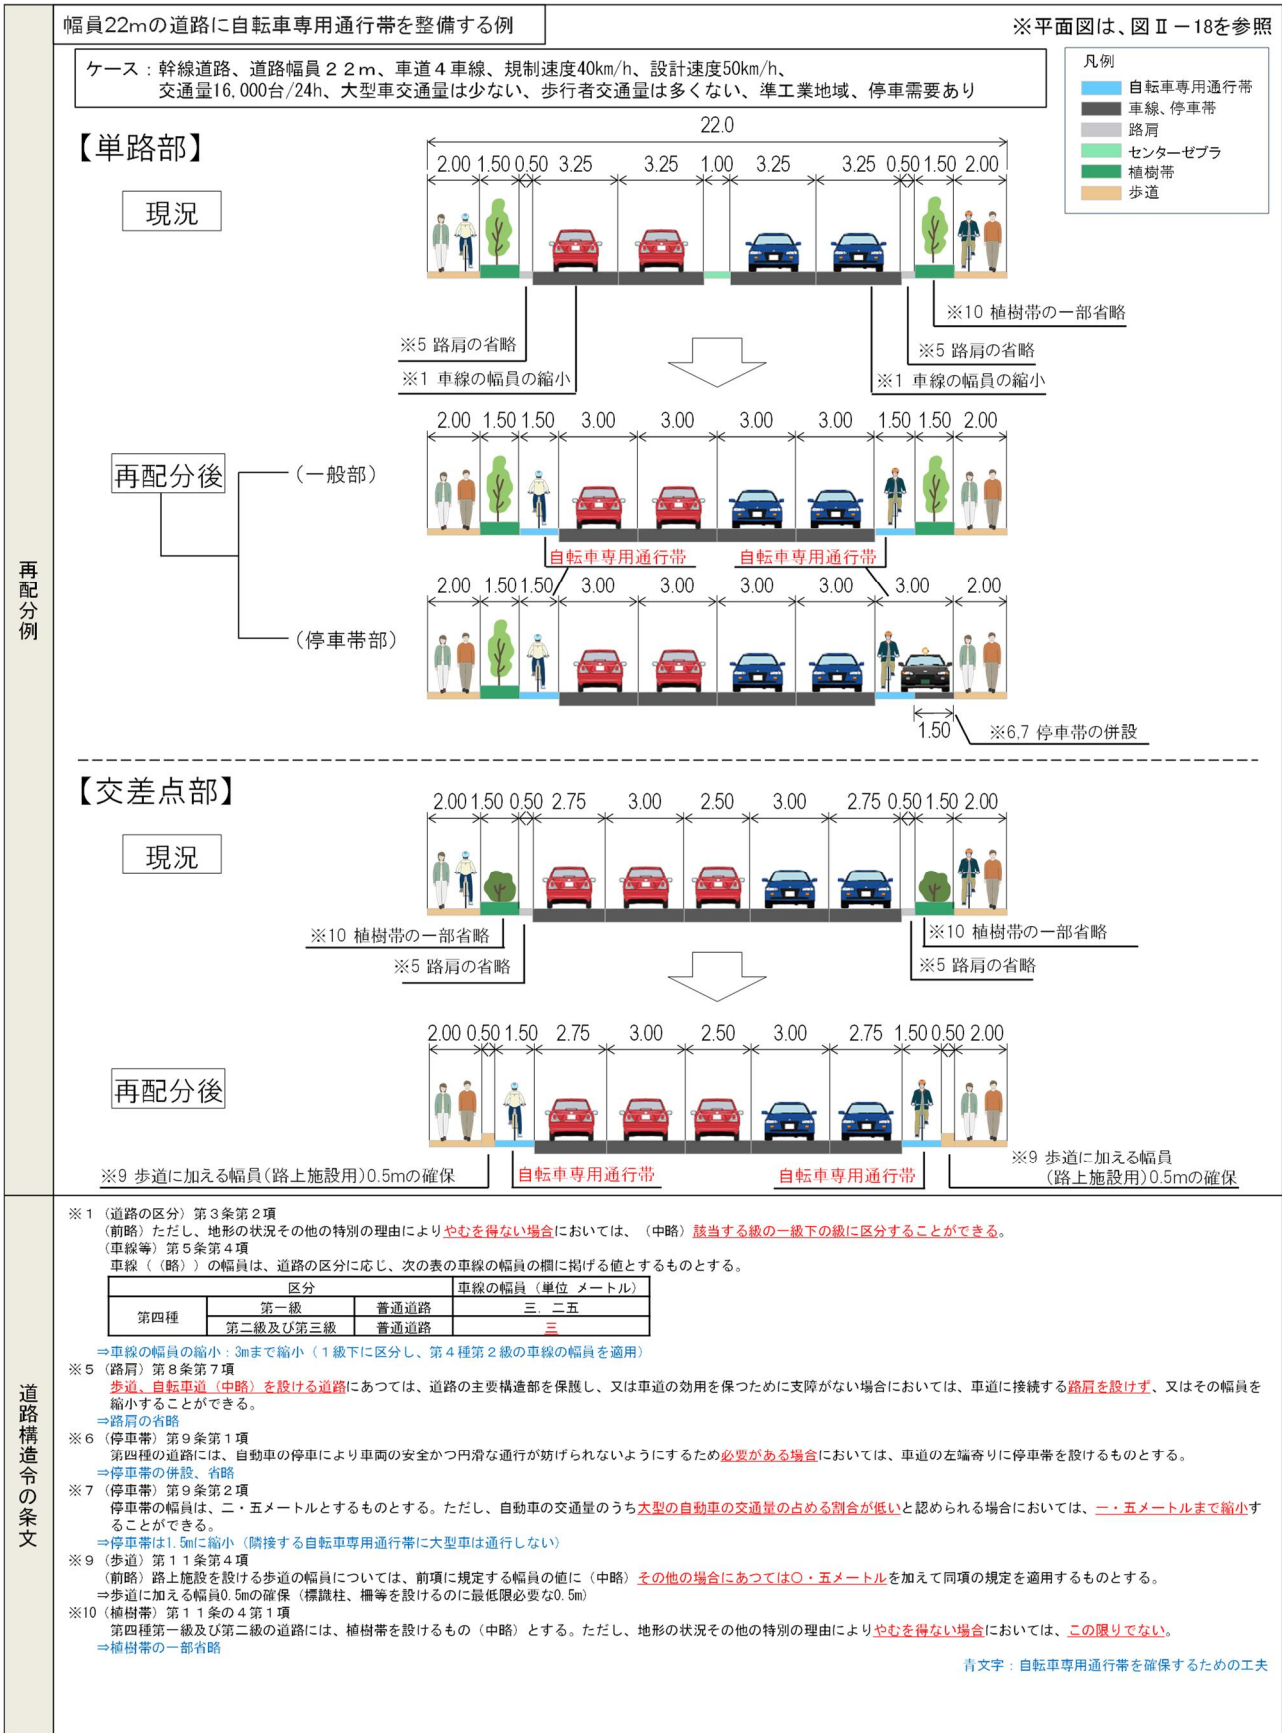 幅員22mの道路に自転車専用通行帯を整備する例
※平面図は、図Ⅱ－18を参照
ケース：幹線道路、道路幅員２２m、車道４車線、規制速度40km/h、設計速度50km/h、
交通量16,000台/24h、大型車交通量は少ない、歩行者交通量は多くない、準工業地域、停車需要あり
凡例
自転車専用通行帯
車線、停車帯
路肩
センターゼブラ
植樹帯
歩道
再配分例
【単路部】
22.0
2.00 1.50 0.50 3.25 3.25 1.00 3.25 3.25 0.50 1.50 2.00
現況
※10 植樹帯の一部省略
※5 路肩の省略
※5 路肩の省略
※1 車線の幅員の縮小
※1 車線の幅員の縮小
2.00 1.50 1.50 3.00 3.00 3.00 3.00 1.50 1.50 2.00
再配分後
（一般部）
自転車専用通行帯
自転車専用通行帯
2.00 1.50 1.50 3.00 3.00 3.00 3.00 3.00 2.00
（停車帯部）
1.50
※6,7 停車帯の併設
【交差点部】
2.00 1.50 0.50 2.75 3.00 2.50 3.00 2.75 0.50 1.50 2.00
現況
※10 植樹帯の一部省略
※10 植樹帯の一部省略
※5 路肩の省略
※5 路肩の省略
2.00 0.50 1.50 2.75 3.00 2.50 3.00 2.75 1.50 0.50 2.00
再配分後
※9 歩道に加える幅員（路上施設用）0.5mの確保
自転車専用通行帯
自転車専用通行帯
※9 歩道に加える幅員
（路上施設用）0.5mの確保
道路構造令の条文
※１（道路の区分）第３条第２項
（前略）ただし、地形の状況その他の特別の理由によりやむを得ない場合においては、（中略）該当する級の一級下の級に区分することができる。
（車線等）第５条第４項
車線（（略））の幅員は、道路の区分に応じ、次の表の車線の幅員の欄に掲げる値とするものとする。
区分 車線の幅員（単位 メートル）
第四種 第一級 普通道路 三．二五
第二級及び第三級 普通道路 三
⇒車線の幅員の縮小：3mまで縮小（１級下に区分し、第４種第２級の車線の幅員を適用）
※５（路肩）第８条第７項
歩道、自転車道（中略）を設ける道路にあつては、道路の主要構造部を保護し、又は車道の効用を保つために支障がない場合においては、車道に接続する路肩を設けず、又はその幅員を
縮小することができる。
⇒路肩の省略
※６（停車帯）第９条第１項
第四種の道路には、自動車の停車により車両の安全かつ円滑な通行が妨げられないようにするため必要がある場合においては、車道の左端寄りに停車帯を設けるものとする。
⇒停車帯の併設、省略
※７（停車帯）第９条第２項
停車帯の幅員は、二・五メートルとするものとする。ただし、自動車の交通量のうち大型の自動車の交通量の占める割合が低いと認められる場合においては、一・五メートルまで縮小す
ることができる。
⇒停車帯は1.5mに縮小（隣接する自転車専用通行帯に大型車は通行しない）
※９（歩道）第１１条第４項
（前略）路上施設を設ける歩道の幅員については、前項に規定する幅員の値に（中略）その他の場合にあつては〇・五メートルを加えて同項の規定を適用するものとする。
⇒歩道に加える幅員0.5mの確保（標識柱、柵等を設けるのに最低限必要な0.5m）
※10（植樹帯）第１１条の４第１項
第四種第一級及び第二級の道路には、植樹帯を設けるもの（中略）とする。ただし、地形の状況その他の特別の理由によりやむを得ない場合においては、この限りでない。
⇒植樹帯の一部省略
青文字：自転車専用通行帯を確保するための工夫